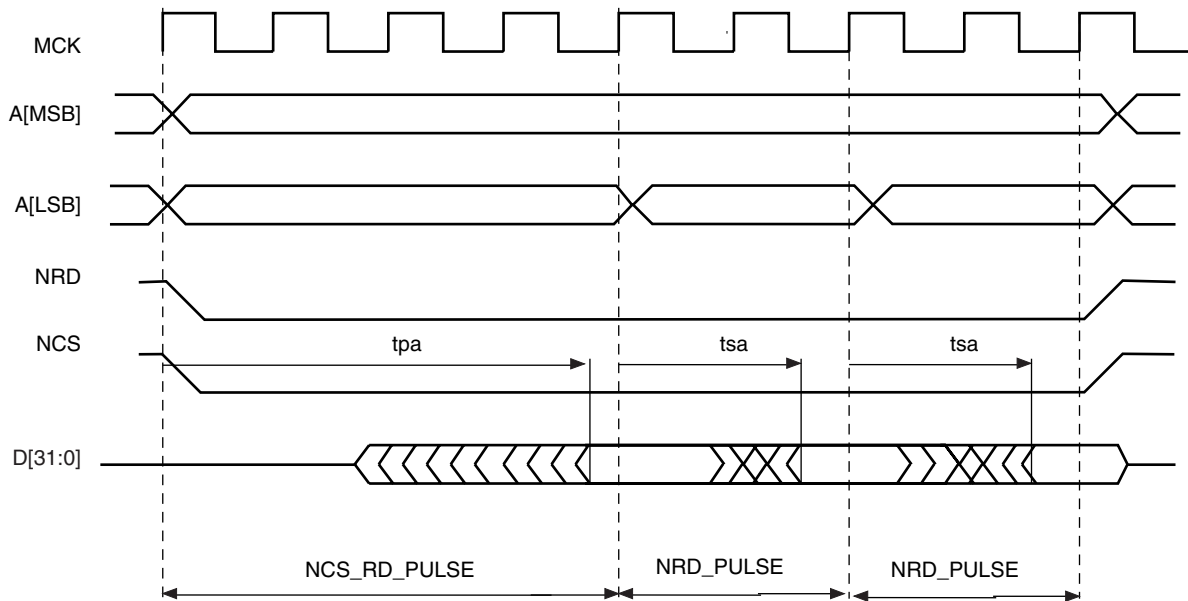 MCK
A[MSB]
A[LSB]
NRD
NCS
tpa
tsa
tsa
D[31:0]
NCS_RD_PULSE
NRD_PULSE
NRD_PULSE